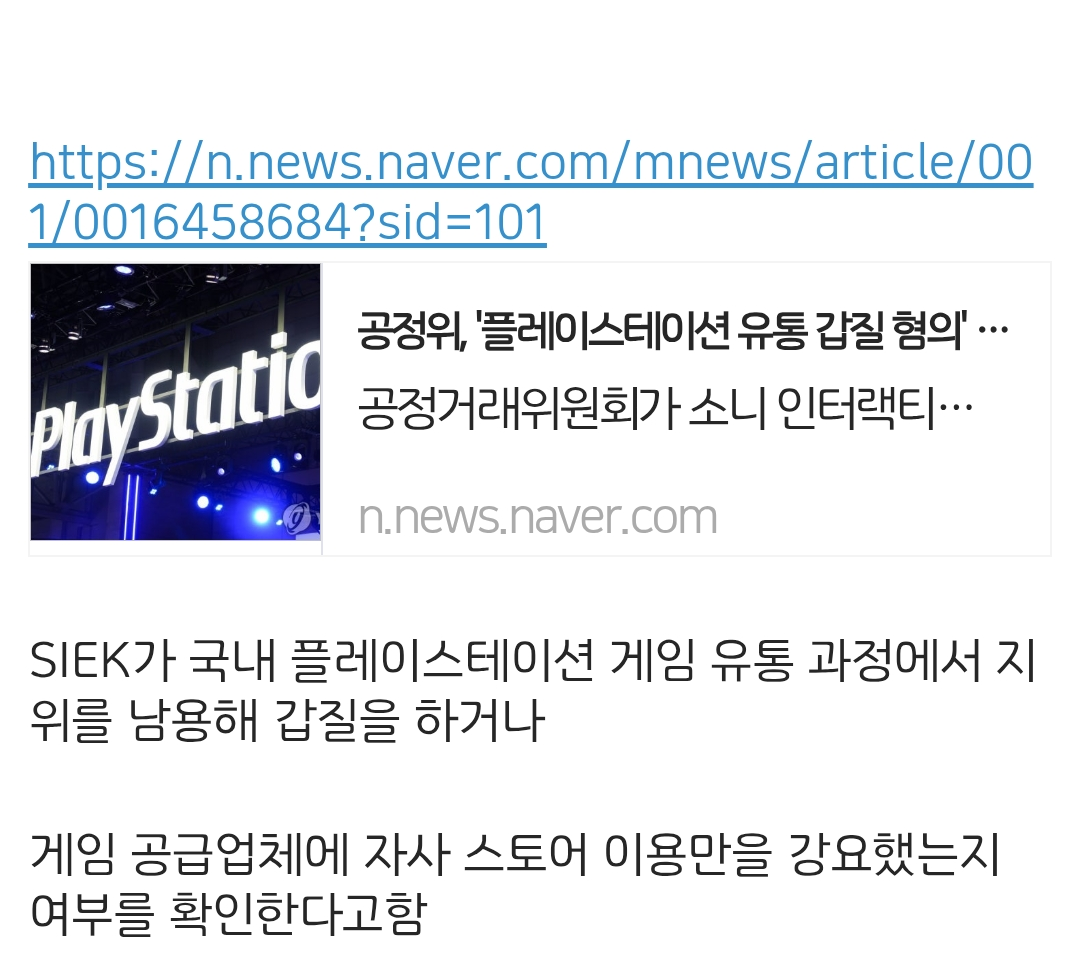 https://n.news.naver.com/mnews/article/00
1/0016458684?sid=101
PlayStatio
공정위, '플레이스테이션 유통 갑질 혐의' …
공정거래위원회가 소니 인터랙티…
n.news.naver.com
SIEK가 국내 플레이스테이션 게임 유통 과정에서 지
위를 남용해 갑질을 하거나
게임 공급업체에 자사 스토어 이용만을 강요했는지
여부를 확인한다고함